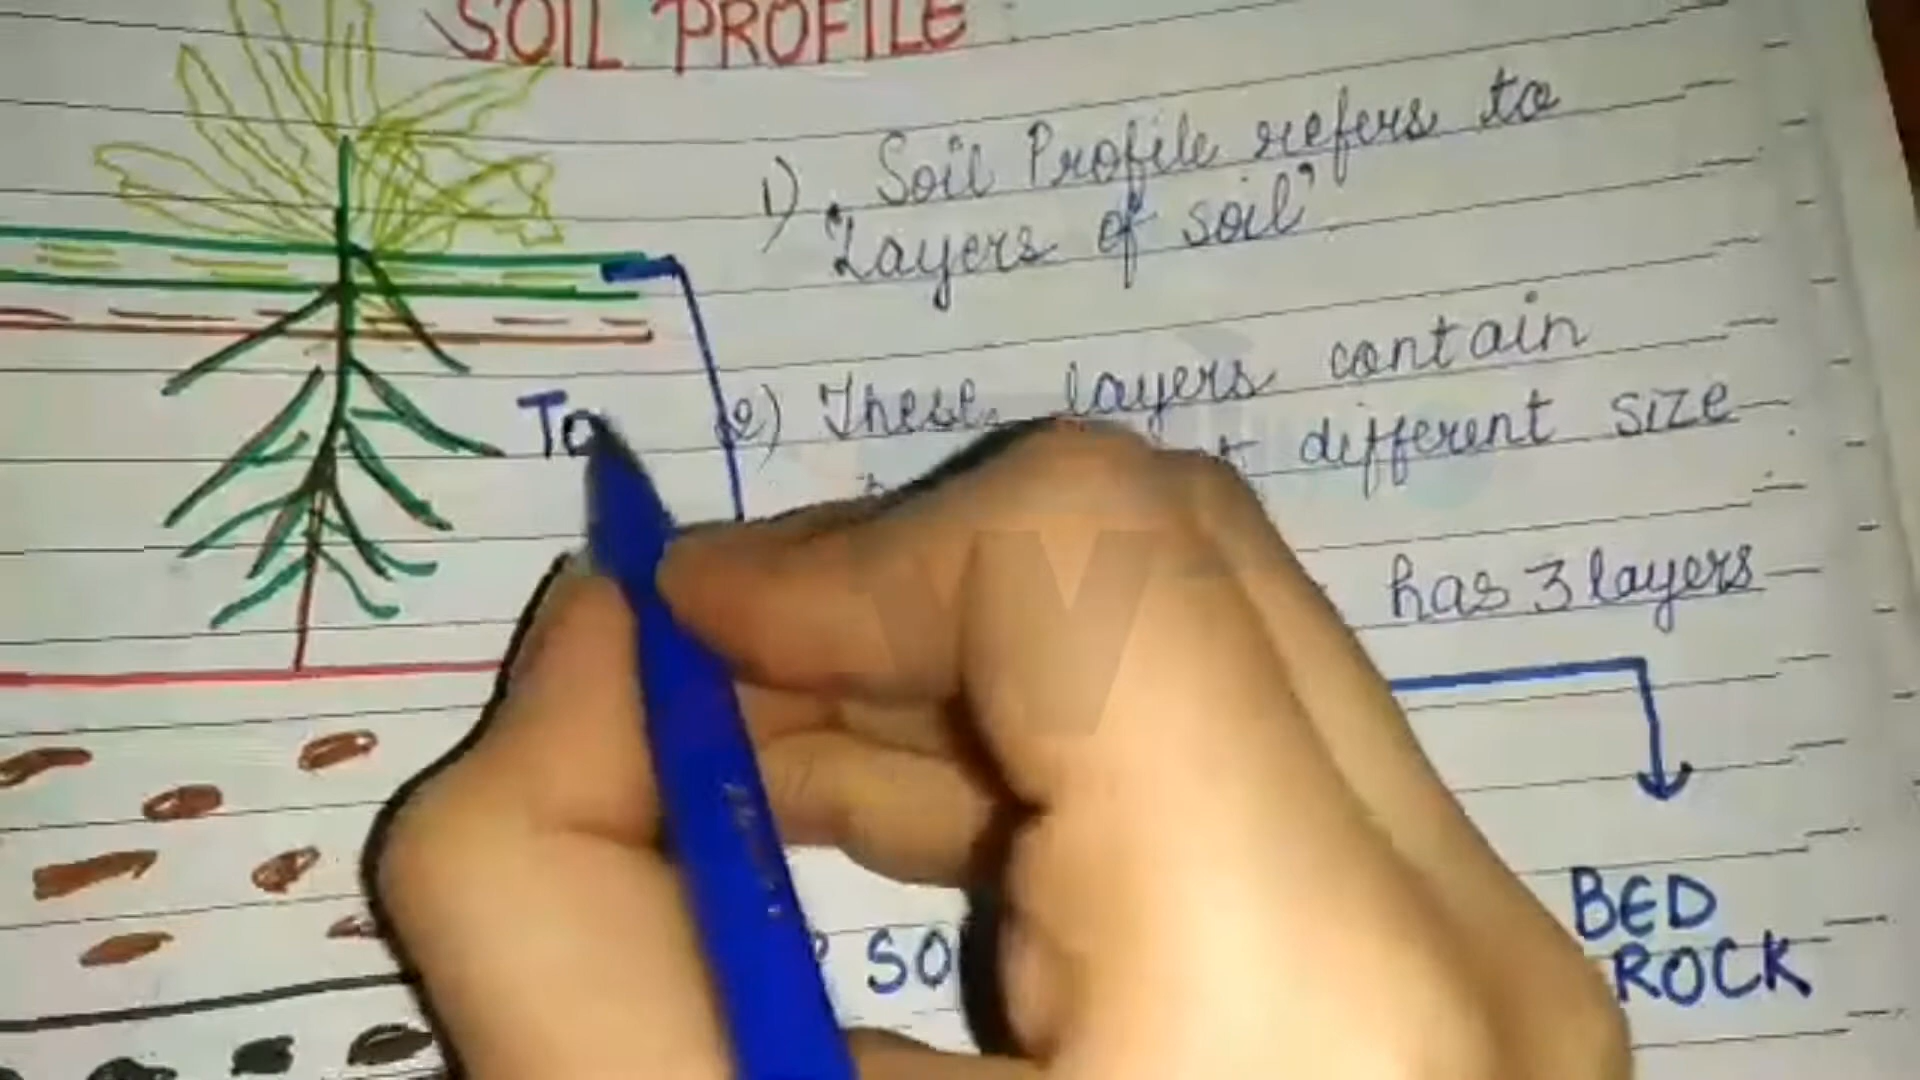 SOIL PROFILE
1) Soil Profile refers to
"Layers of soil"
2) These layers contain
different size
has 3 layers
To
SO
BED
ROCK